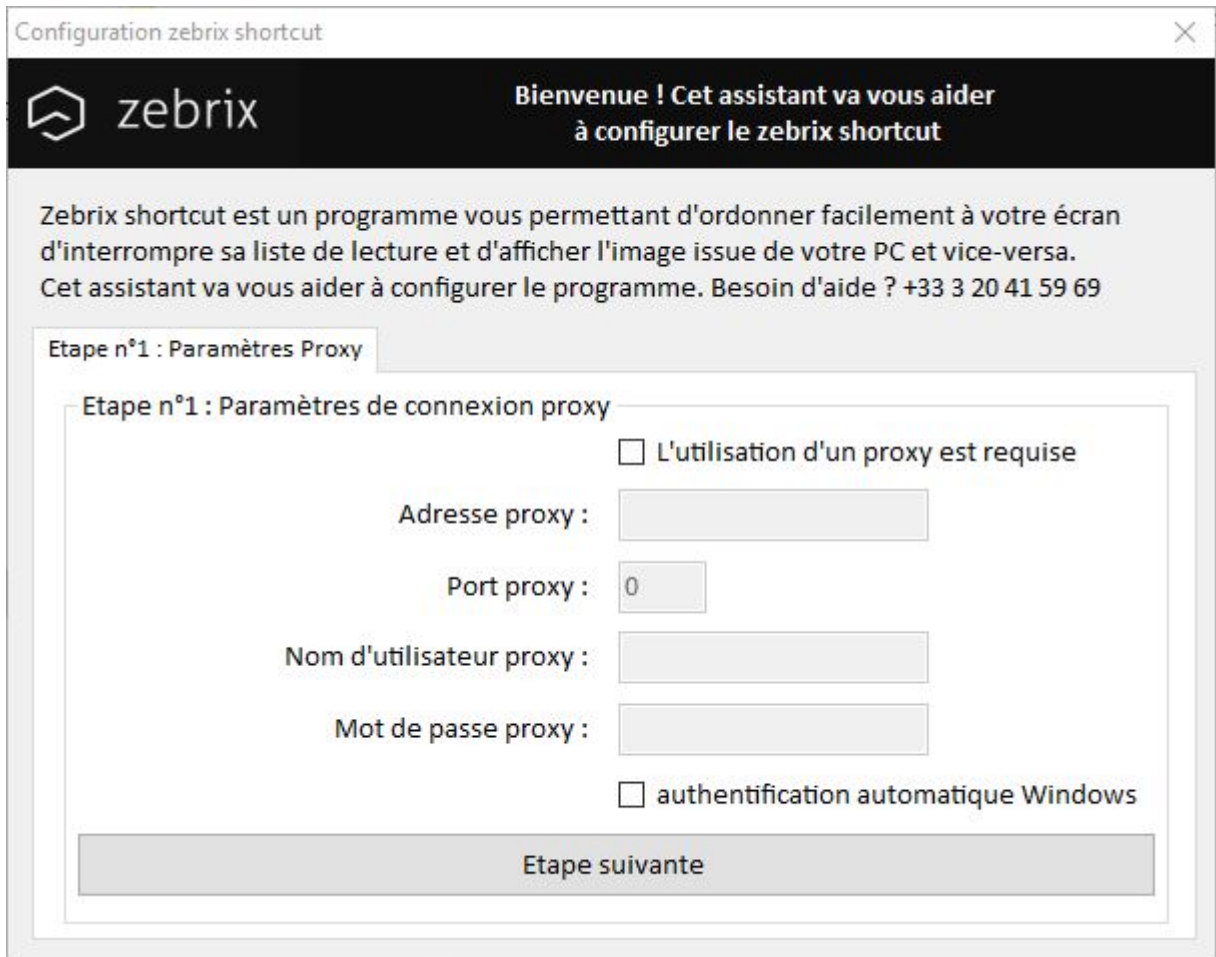 Configuration zebrix shortcut
zebrix
Bienvenue ! Cet assistant va vous aider
à configurer le zebrix shortcut
Zebrix shortcut est un programme vous permettant d'ordonner facilement à votre écran
d'interrompre sa liste de lecture et d'afficher l'image issue de votre PC et vice-versa.
Cet assistant va vous aider à configurer le programme. Besoin d'aide ? +33 3 20 41 59 69
Etape n°1 : Paramètres Proxy
Etape n°1 : Paramètres de connexion proxy
L'utilisation d'un proxy est requise
Adresse proxy :
Port proxy : 0
Nom d'utilisateur proxy :
Mot de passe proxy :
authentification automatique Windows
Etape suivante